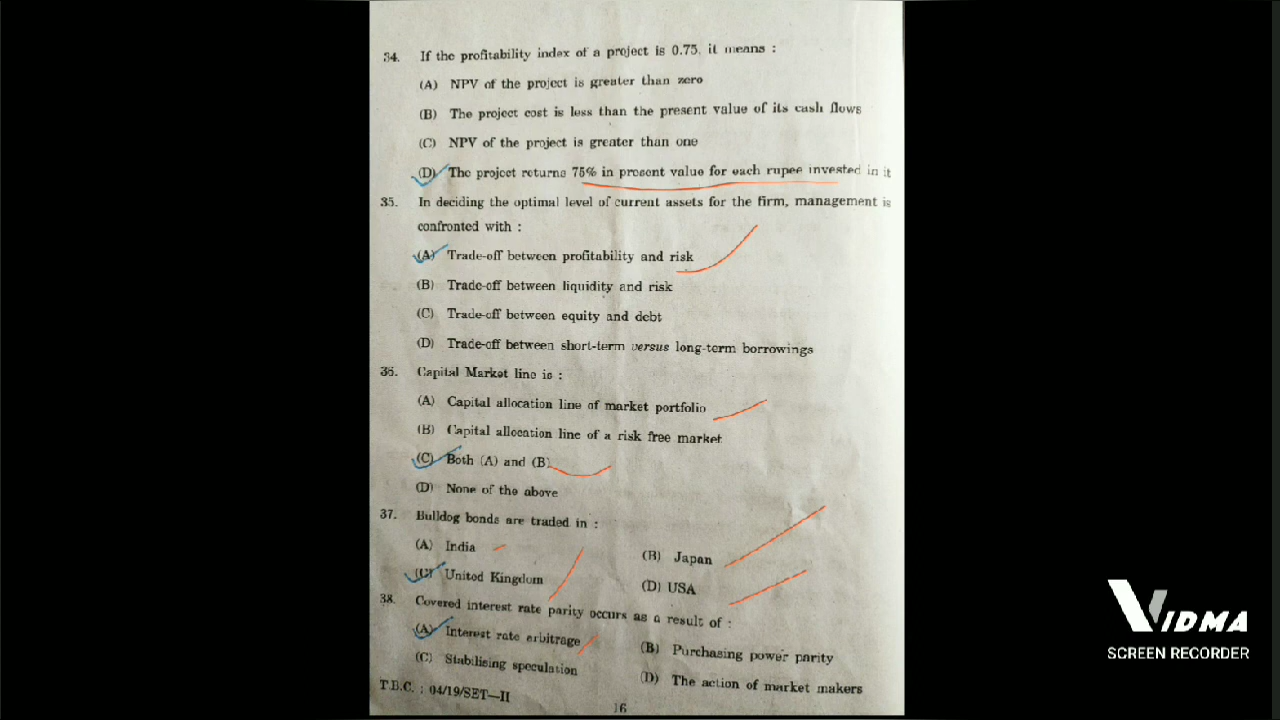 34. If the profitability index of a project is 0.75, it means :
(A) NPV of the project is greater than zero
(B) The project cost is less than the present value of its cash flows
(C) NPV of the project is greater than one
(D) The project returns 75% in present value for each rupee invested in it
35. In deciding the optimal level of current assets for the firm, management is
confronted with :
(A) Trade-off between profitability and risk
(B) Trade-off between liquidity and risk
(C) Trade-off between equity and debt
(D) Trade-off between short-term versus long-term borrowings
36. Capital Market line is :
(A) Capital allocation line of market portfolio
(B) Capital allocation line of a risk free market
(C) Both (A) and (B)
(D) None of the above
37. Bulldog bonds are traded in :
(A) India (B) Japan
(C) United Kingdom (D) USA
38. Covered interest rate parity occurs as a result of :
(A) Interest rate arbitrage (B) Purchasing power parity
(C) Stabilising speculation (D) The action of market makers
T.B.C. : 04/19/SET—II
16
VIDMA
SCREEN RECORDER